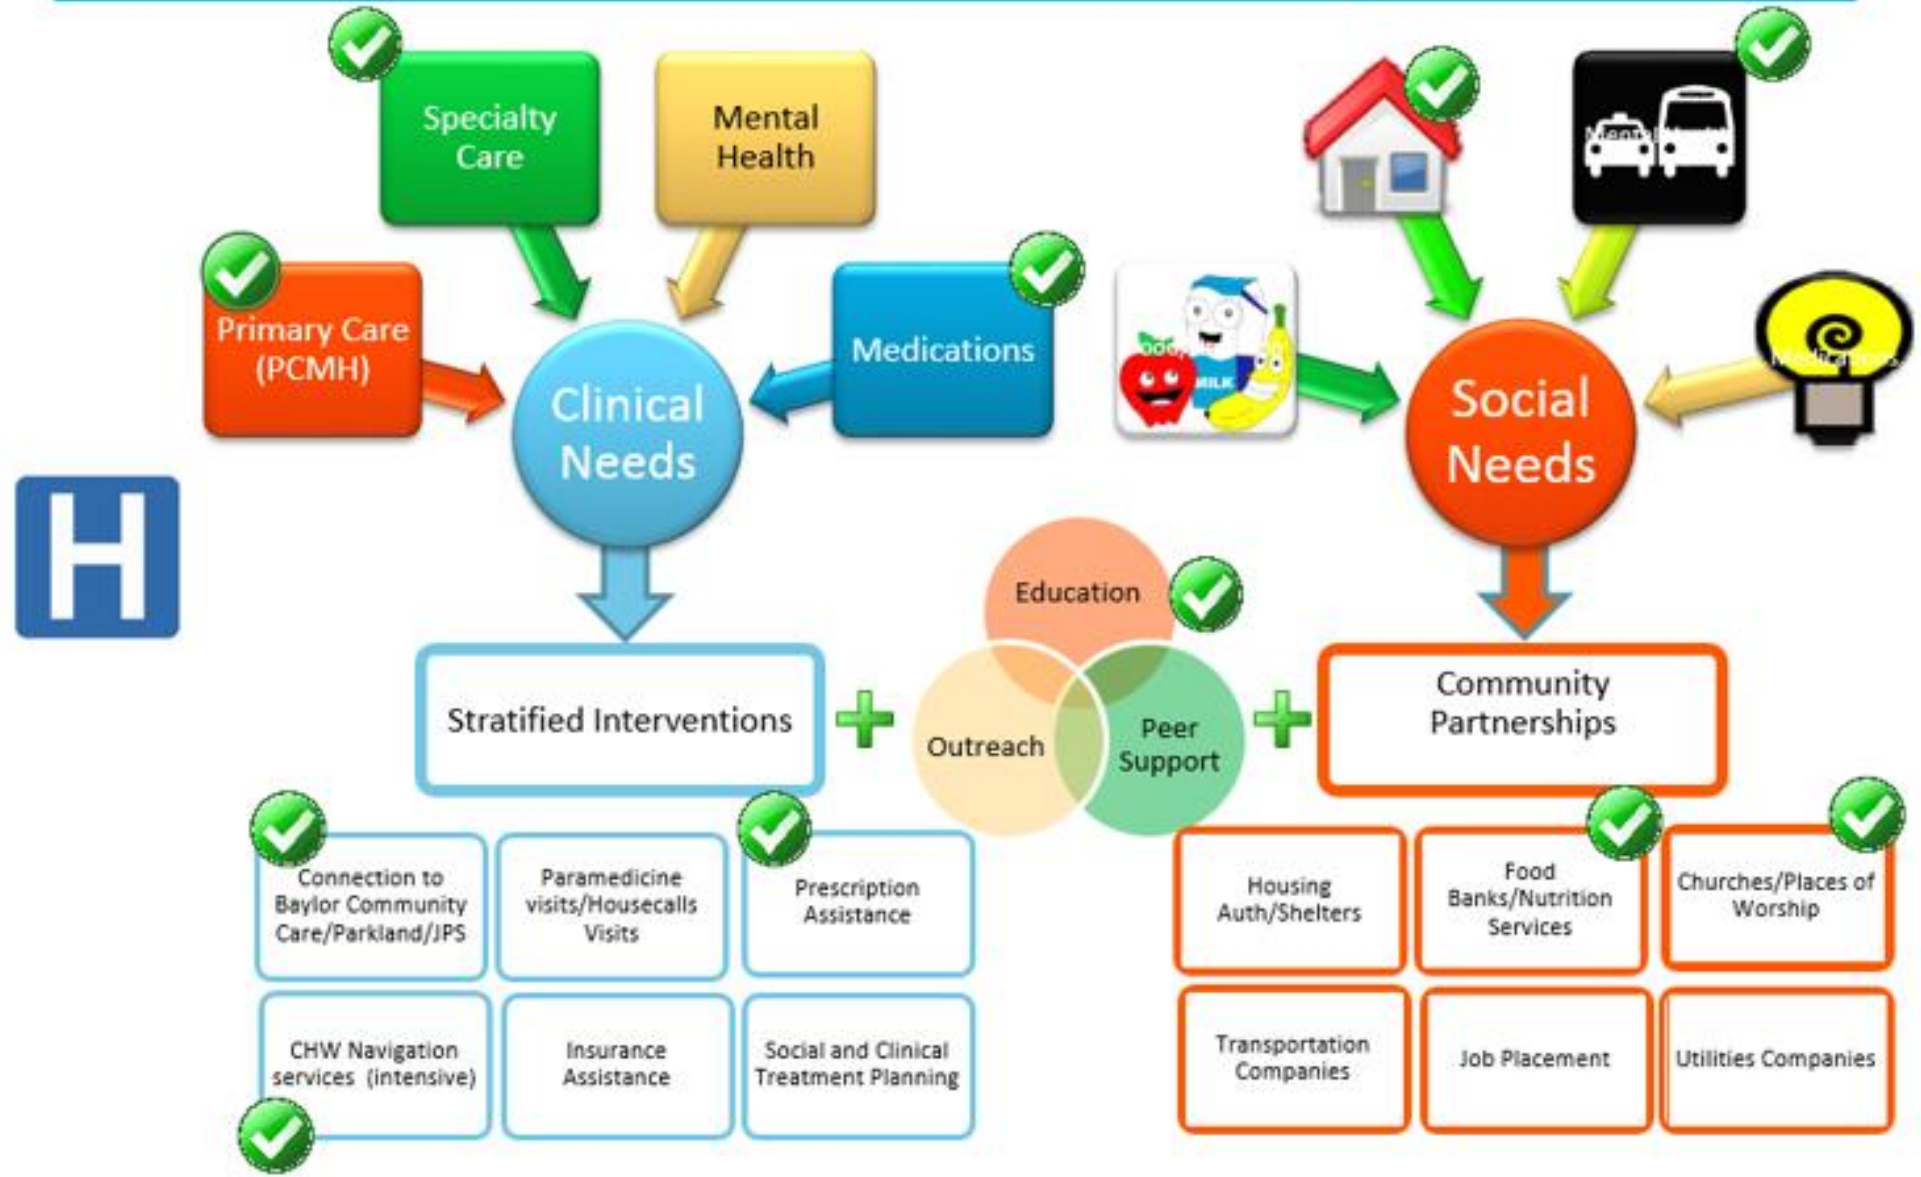 Specialty
Care
Mental
Health
Primary Care
(PCMH)
Medications
Clinical
Needs
MILK
Mental
Medications
Social
Needs
H
Education
Outreach
Peer
Support
Stratified Interventions
Community
Partnerships
Connection to
Baylor Community
Care/Parkland/JPS
Paramedicine
visits/Housecalls
Visits
Prescription
Assistance
CHW Navigation
services (intensive)
Insurance
Assistance
Social and Clinical
Treatment Planning
Housing
Auth/Shelters
Food
Banks/Nutrition
Services
Churches/Places of
Worship
Transportation
Companies
Job Placement
Utilities Companies